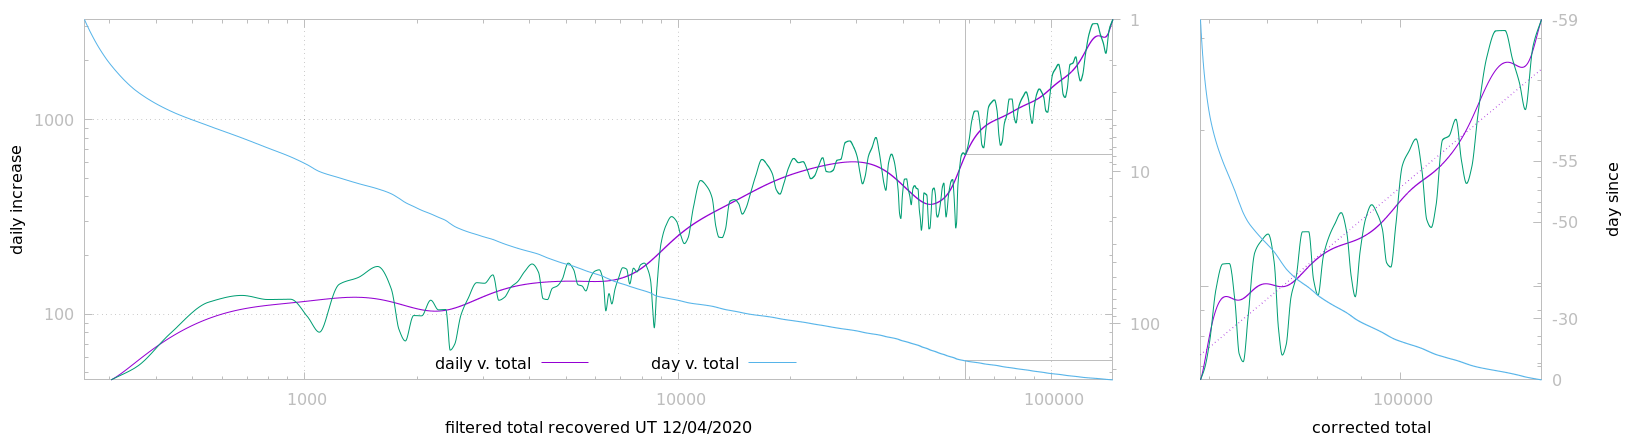 1
-59
1000
-55
10
-50
daily increase
day since
100
100
-30
daily v. total
day v. total
0
1000
10000
100000
100000
filtered total recovered UT 12/04/2020
corrected total